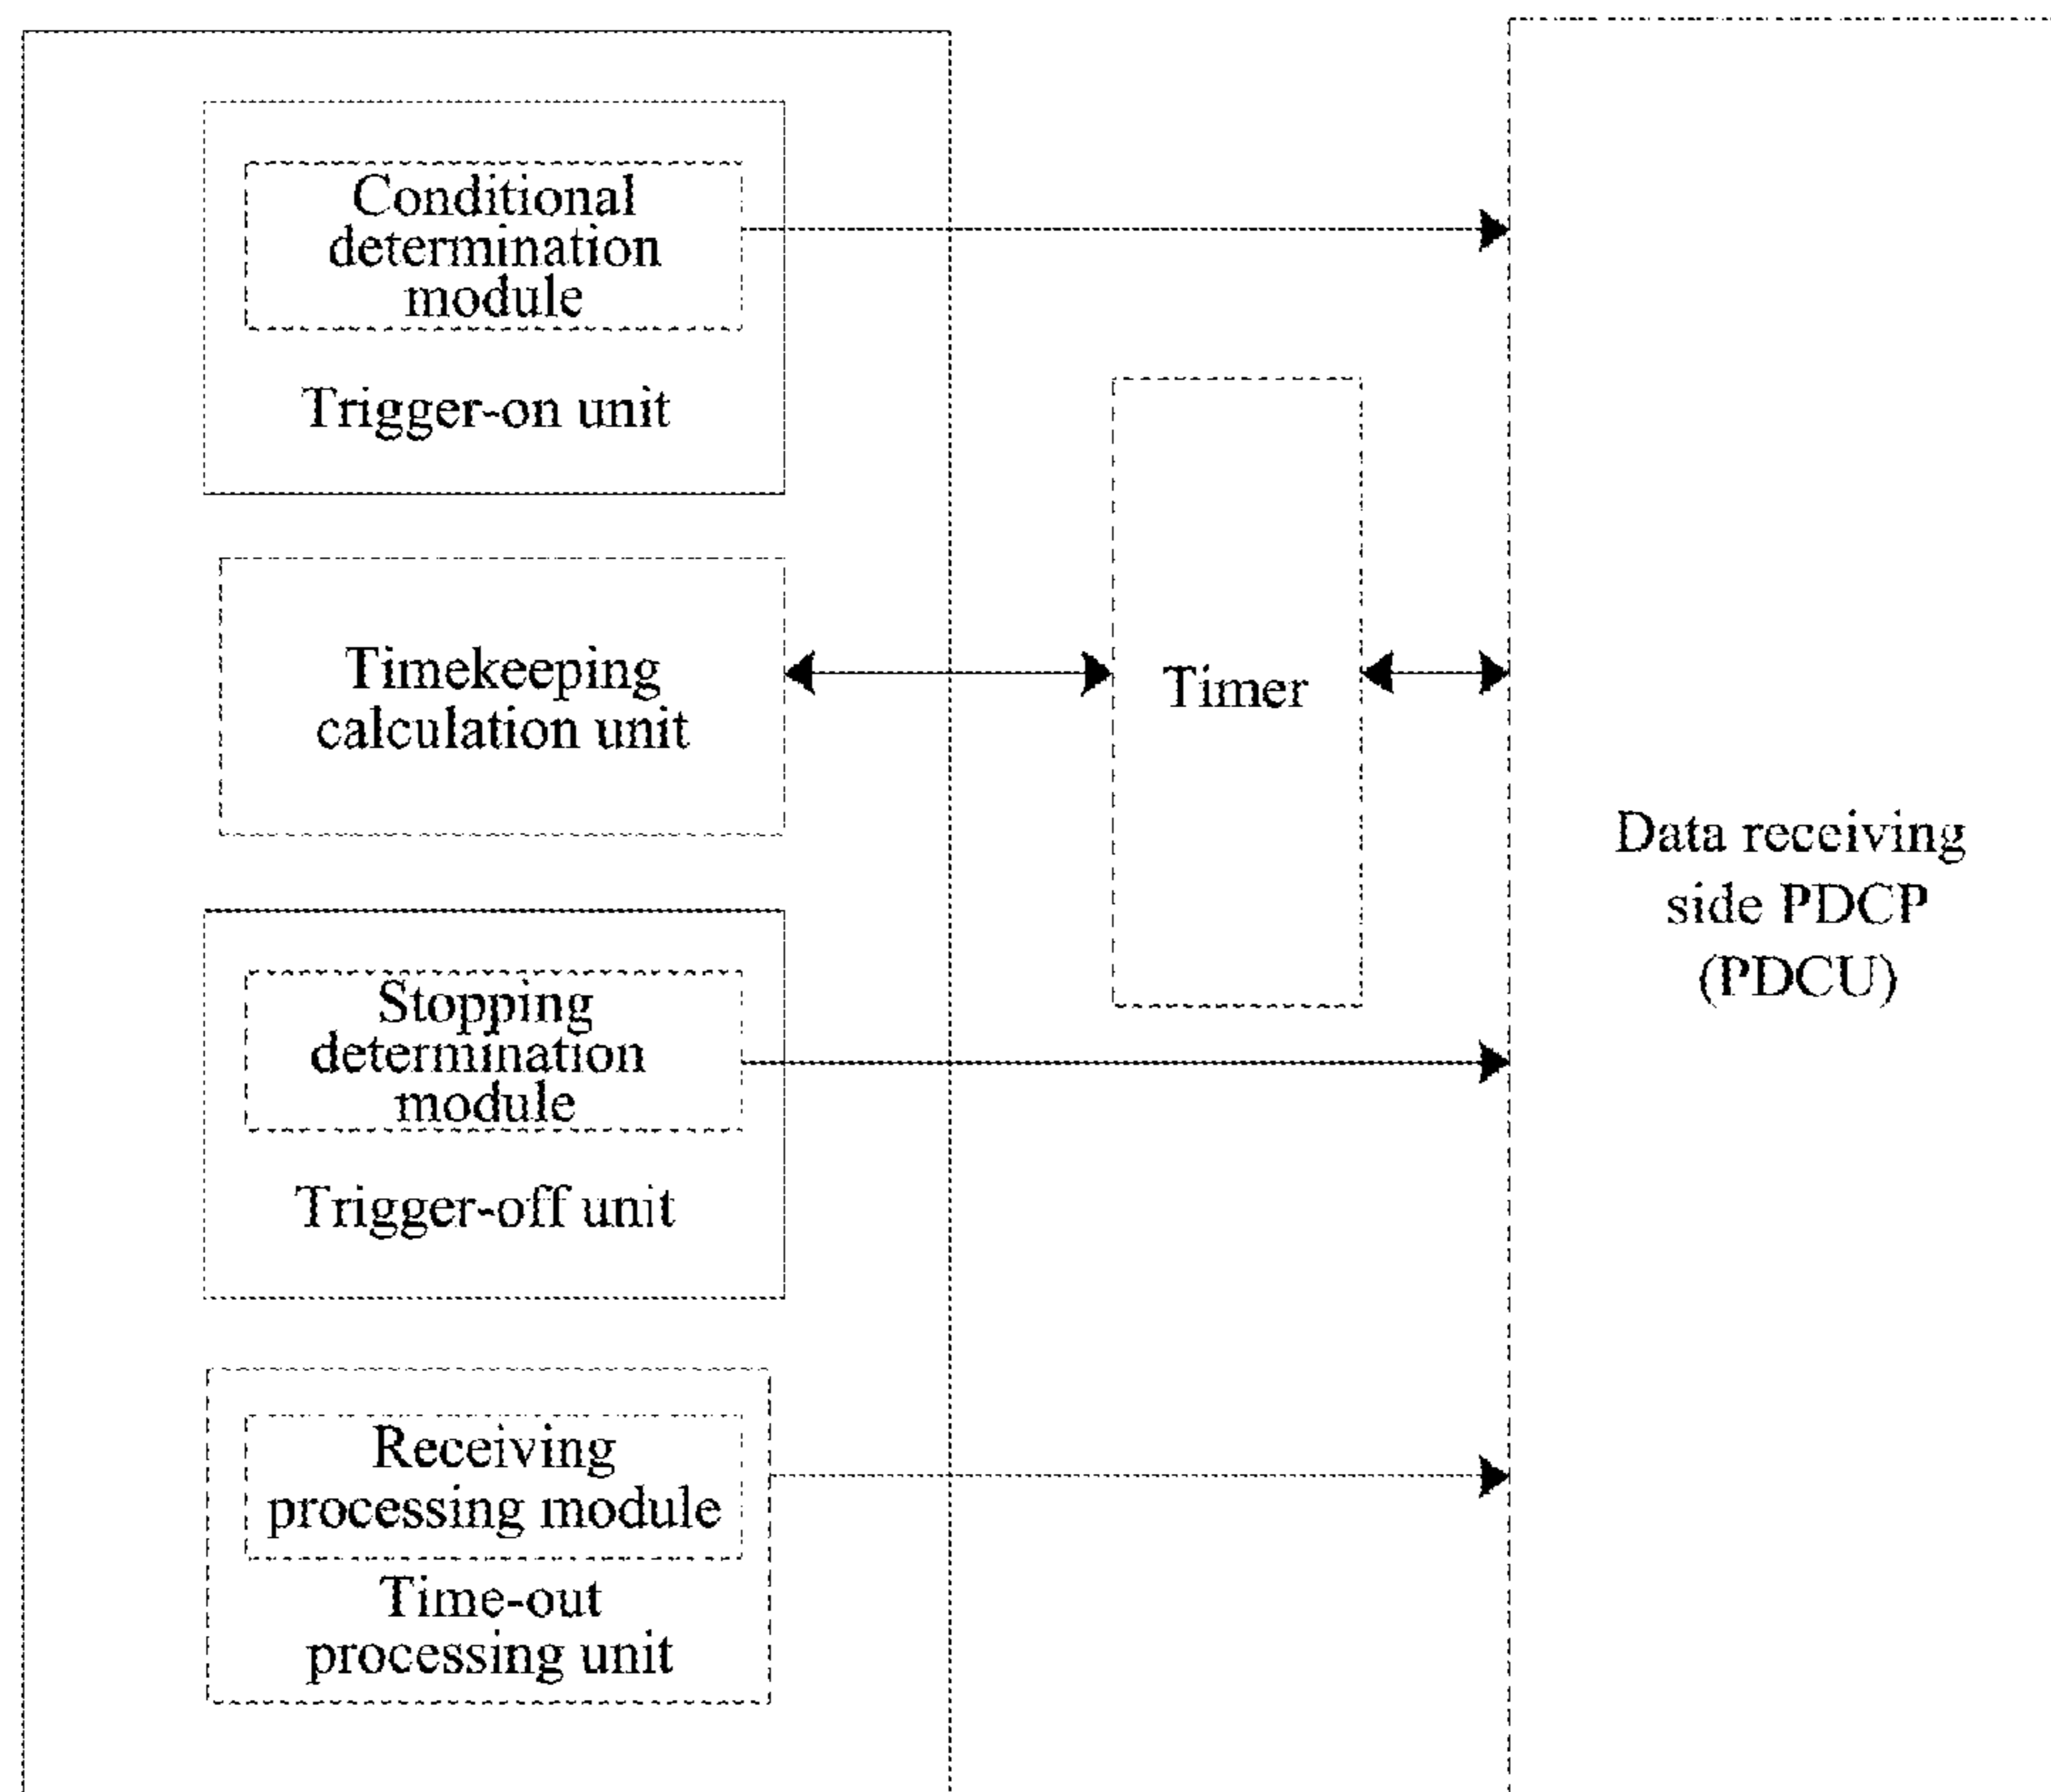 Conditional
determination
module
Trigger-on unit
Timekeeping
calculation unit
Timer
Data receiving
side PDCP
(PDCU)
Stopping
determination
module
Trigger-off unit
Receiving
processing module
Time-out
processing unit